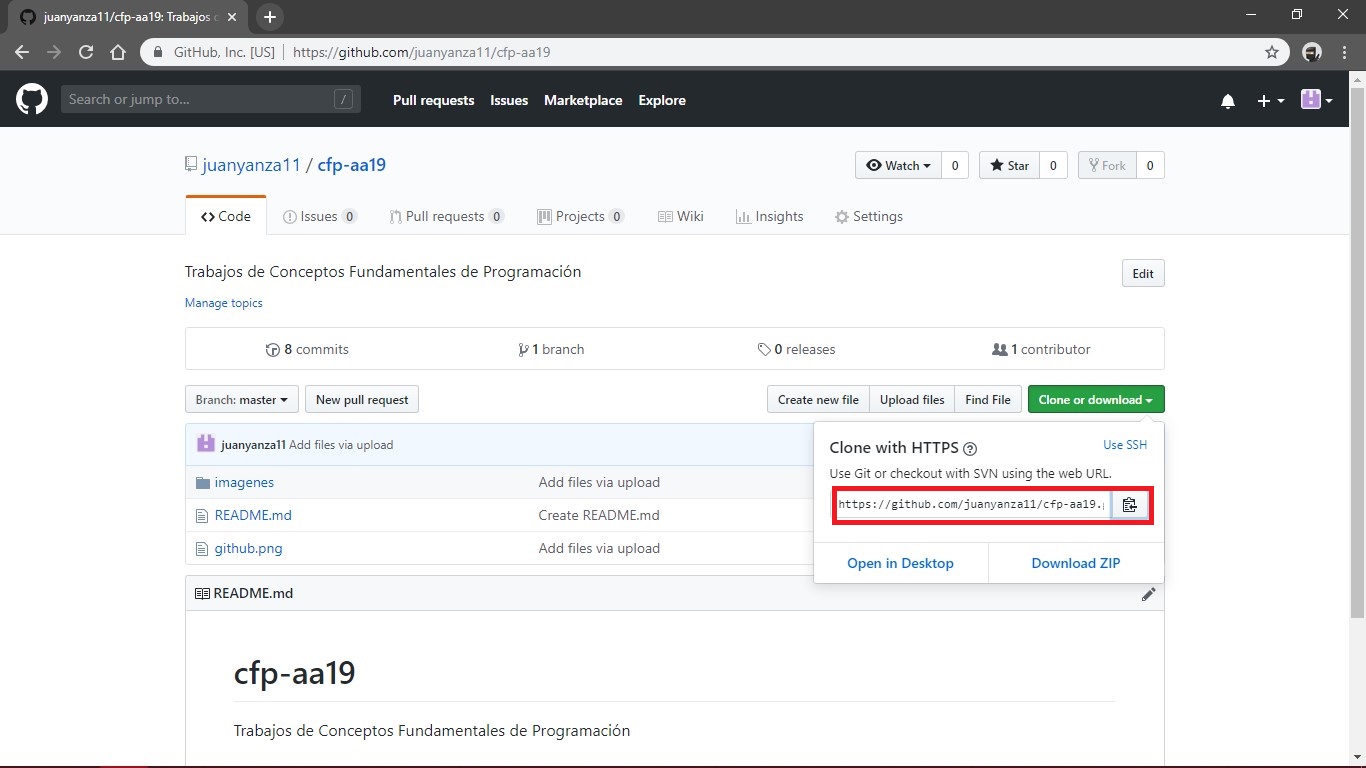 juanyanza11/cfp-aa19: Trabajos d
GitHub, Inc. [US] https://github.com/juanyanza11/cfp-aa19
Search or jump to... / Pull requests Issues Marketplace Explore
juanyanza11 / cfp-aa19 Watch 0 Star 0 Fork 0
Code Issues 0 Pull requests 0 Projects 0 Wiki Insights Settings
Trabajos de Conceptos Fundamentales de Programación Edit
Manage topics
8 commits 1 branch 0 releases 1 contributor
Branch: master New pull request Create new file Upload files Find File Clone or download
juanyanza11 Add files via upload
Clone with HTTPS ? Use SSH
Use Git or checkout with SVN using the web URL.
imagenes Add files via upload
https://github.com/juanyanza11/cfp-aa19.
README.md Create README.md
github.png Add files via upload
Open in Desktop Download ZIP
README.md
cfp-aa19
Trabajos de Conceptos Fundamentales de Programación